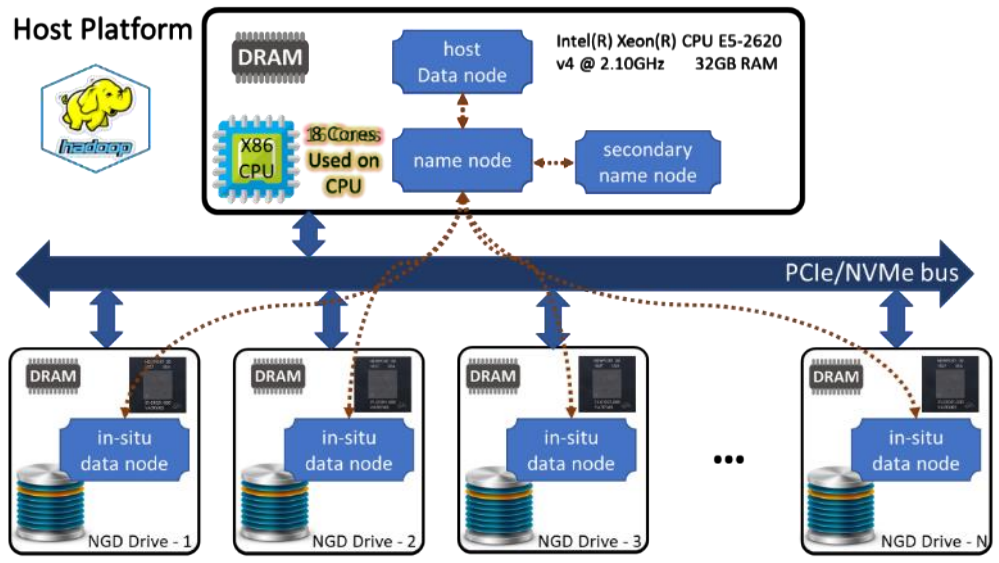 Host Platform
hadoop
DRAM
host
Data node
Intel(R) Xeon(R) CPU E5-2620
v4 @ 2.10GHz 32GB RAM
X86
CPU
8 Cores
Used on
CPU
name node
secondary
name node
PCIe/NVMe bus
DRAM
in-situ
data node
NGD Drive - 1
DRAM
in-situ
data node
NGD Drive - 2
DRAM
in-situ
data node
NGD Drive - 3
...
DRAM
in-situ
data node
NGD Drive - N